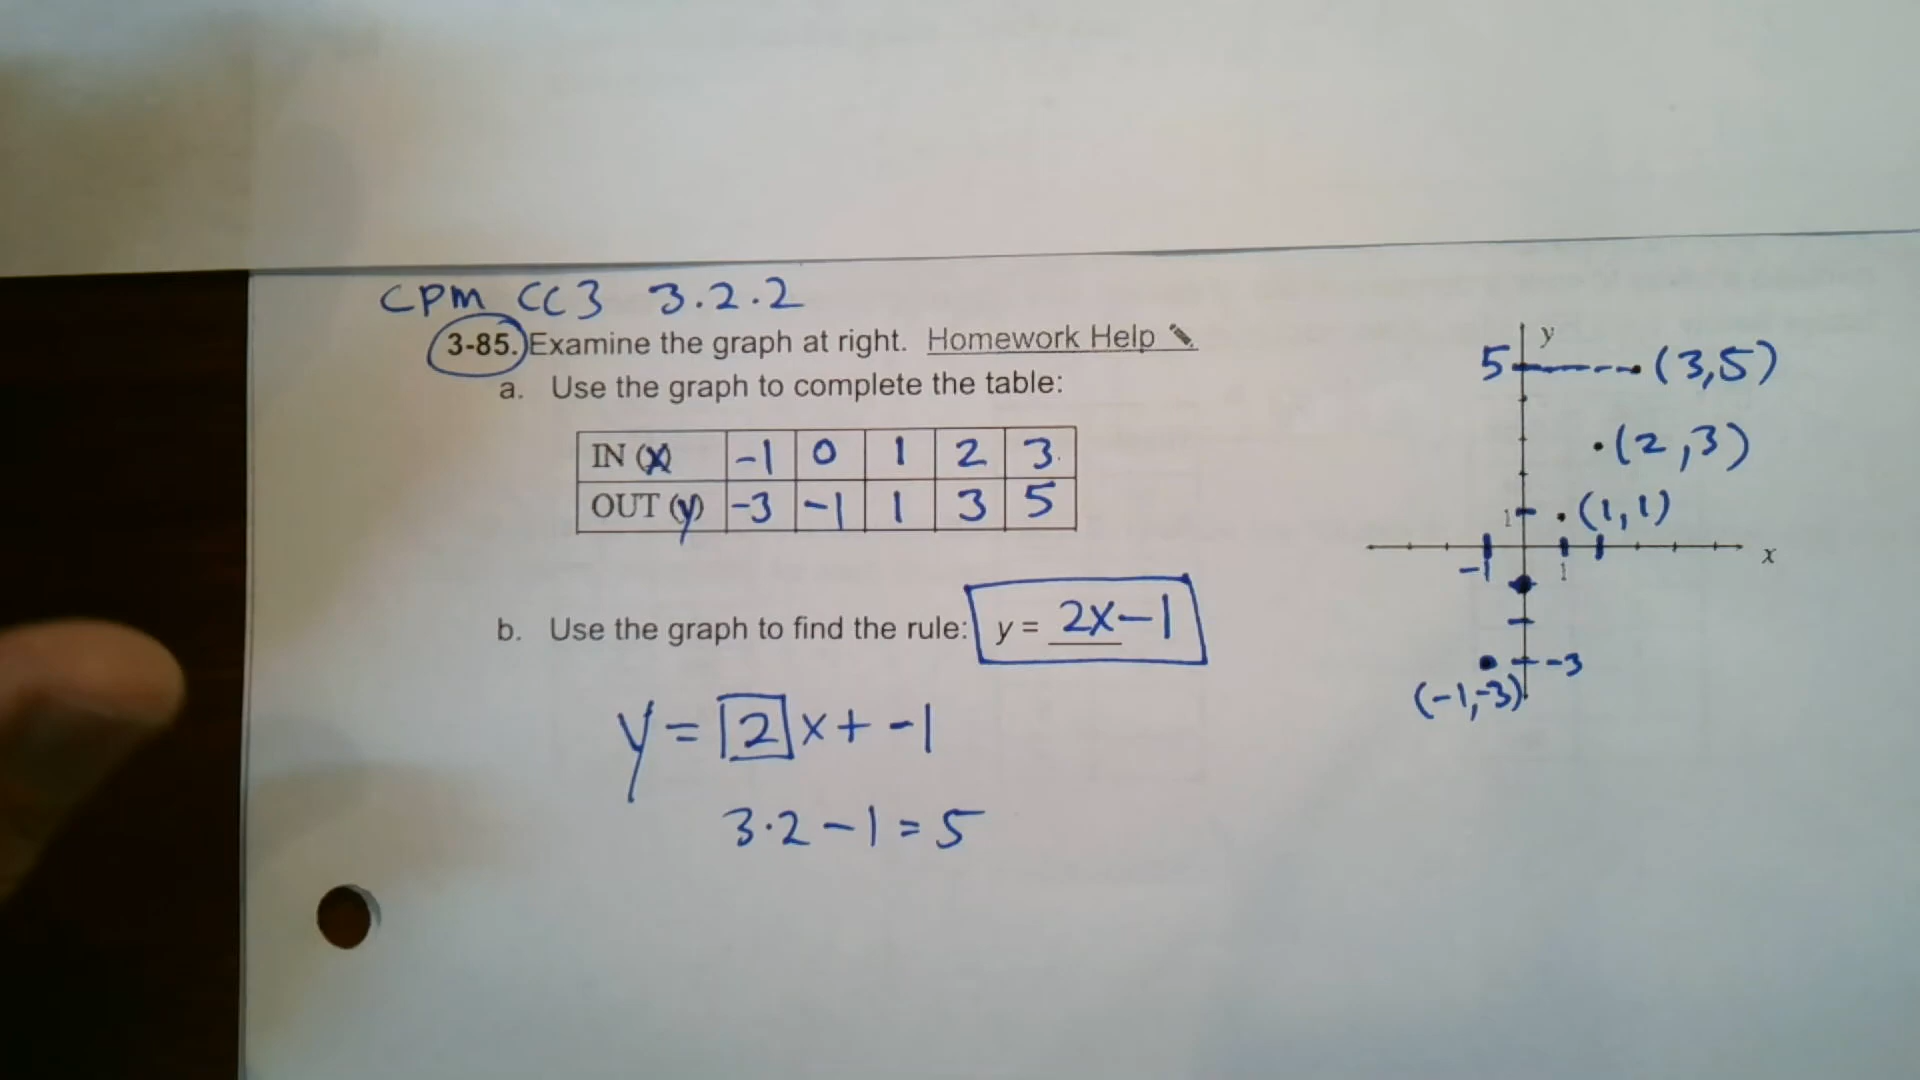 CPM CC3 3.2.2
3-85. Examine the graph at right. Homework Help ✎
a. Use the graph to complete the table:
IN (x) -1 0 1 2 3
OUT (y) -3 -1 1 3 5
b. Use the graph to find the rule: y = 2x-1
y = 2x + -1
3·2-1=5
y
5 (3,5)
(2,3)
1 (1,1)
x
-1 1
-3
(-1,-3)